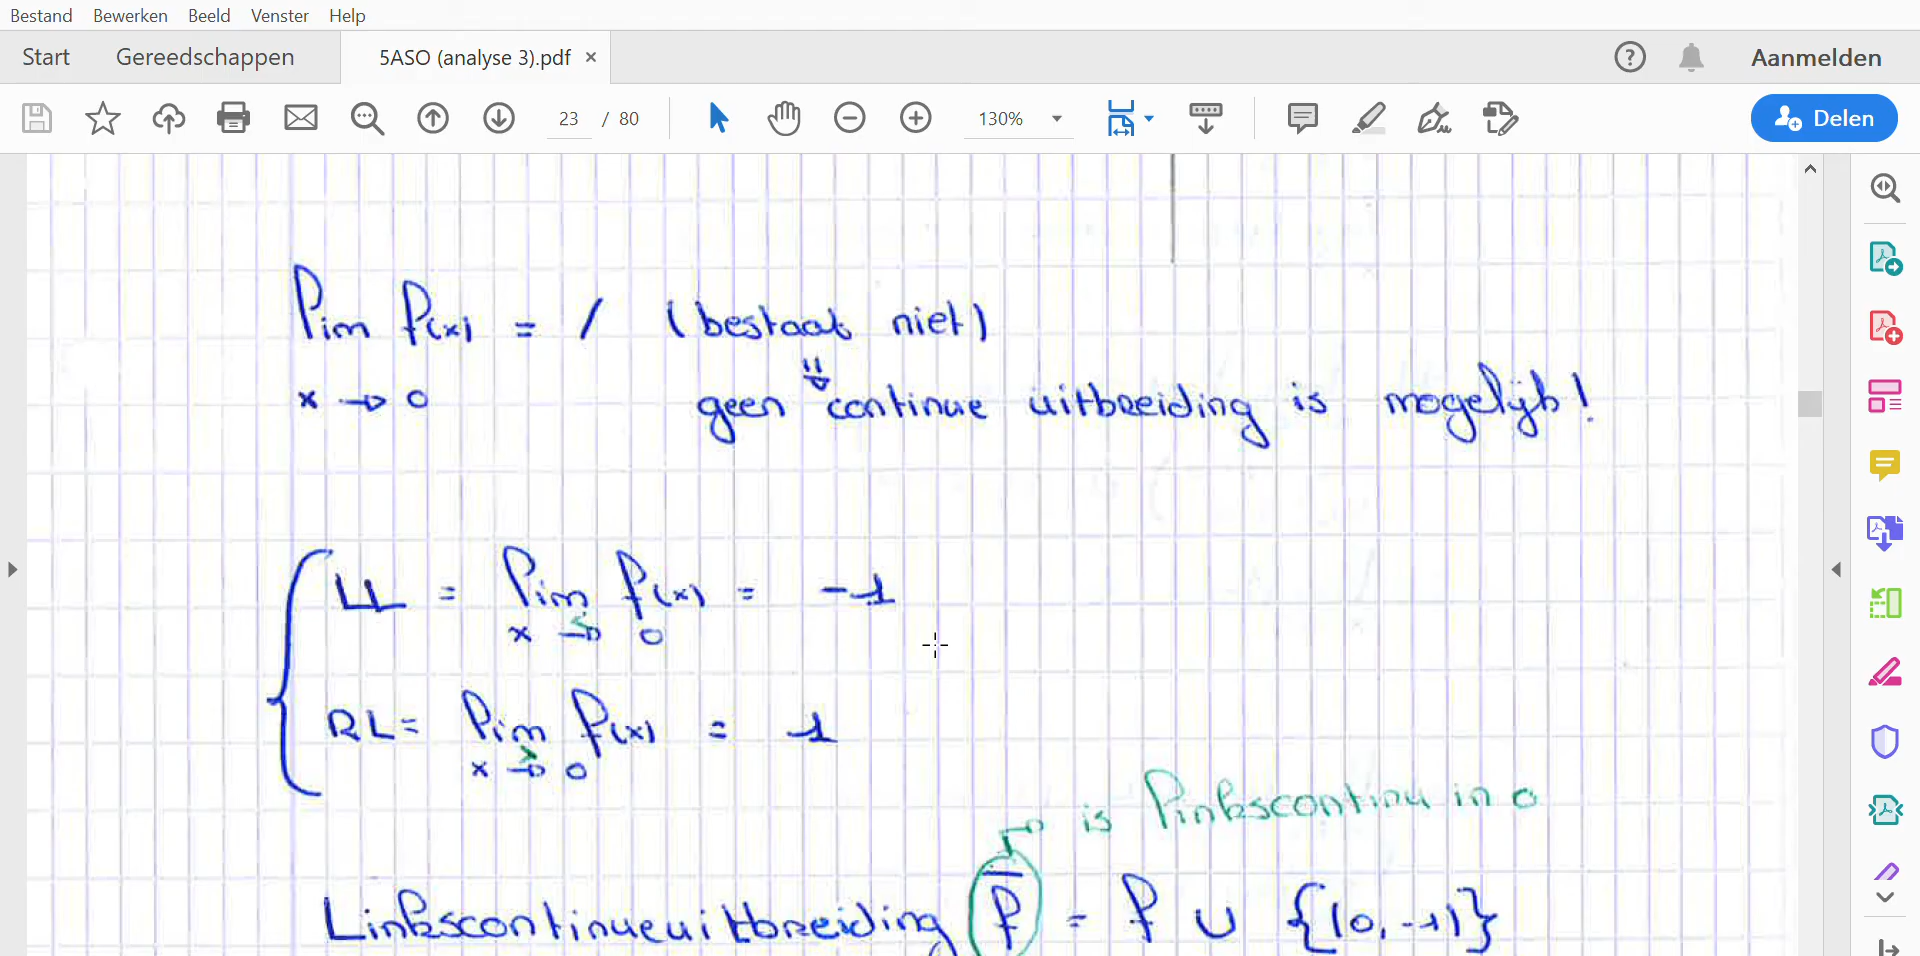 Bestand Bewerken Beeld Venster Help
Start Gereedschappen 5ASO (analyse 3).pdf × Aanmelden
23 / 80 130% Delen
lim f(x) = / (bestaat niet)
x → 0
⇓
geen continue uitbreiding is mogelijk!
LL = lim f(x) = -1
x → 0
<
RL = lim f(x) = 1
x → 0
>
is linkscontinu in 0
Linkscontinueuitbreiding f̅ = f ∪ {(0, -1)}